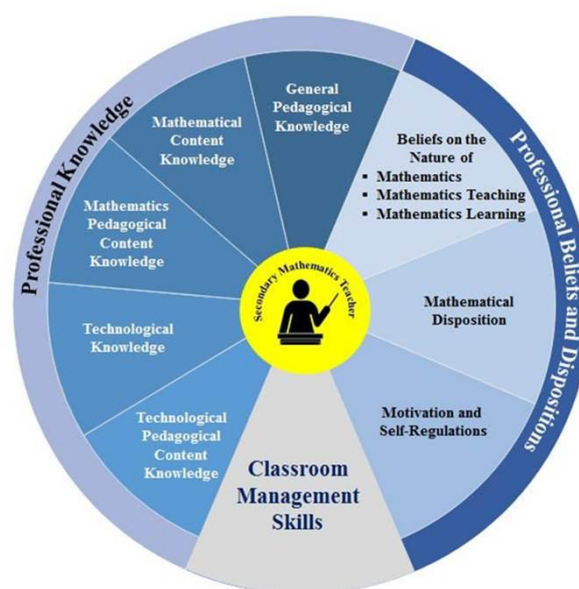 Professional Knowledge
General
Pedagogical
Knowledge
Mathematical
Content
Knowledge
Mathematics
Pedagogical
Content
Knowledge
Technological
Knowledge
Technological
Pedagogical
Content
Knowledge
Classroom
Management
Skills
Secondary Mathematics Teacher
Professional Beliefs and Dispositions
Beliefs on the
Nature of
▪ Mathematics
▪ Mathematics Teaching
▪ Mathematics Learning
Mathematical
Disposition
Motivation and
Self-Regulations